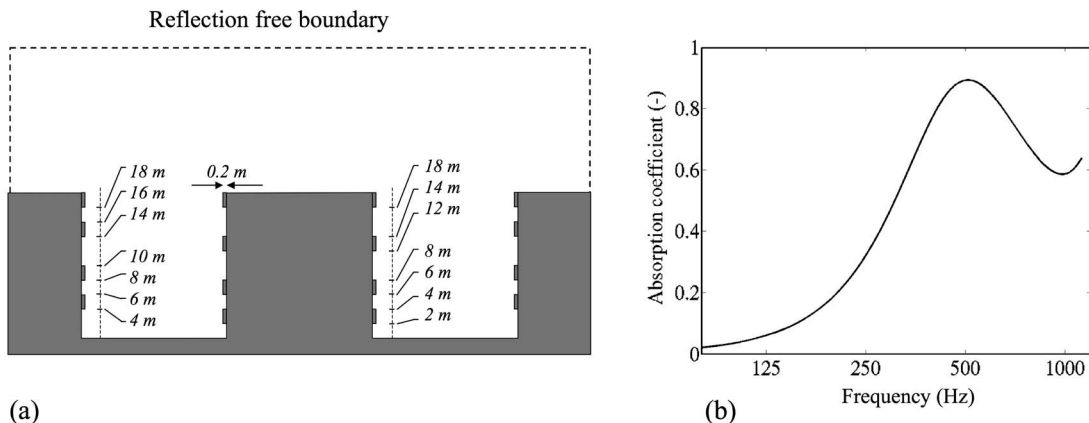 Reflection free boundary
0.2 m
18 m
16 m
14 m
10 m
8 m
6 m
4 m
18 m
14 m
12 m
8 m
6 m
4 m
2 m
(a)
1
0.8
0.6
0.4
0.2
0
Absorption coefficient (-)
125
250
500
1000
Frequency (Hz)
(b)